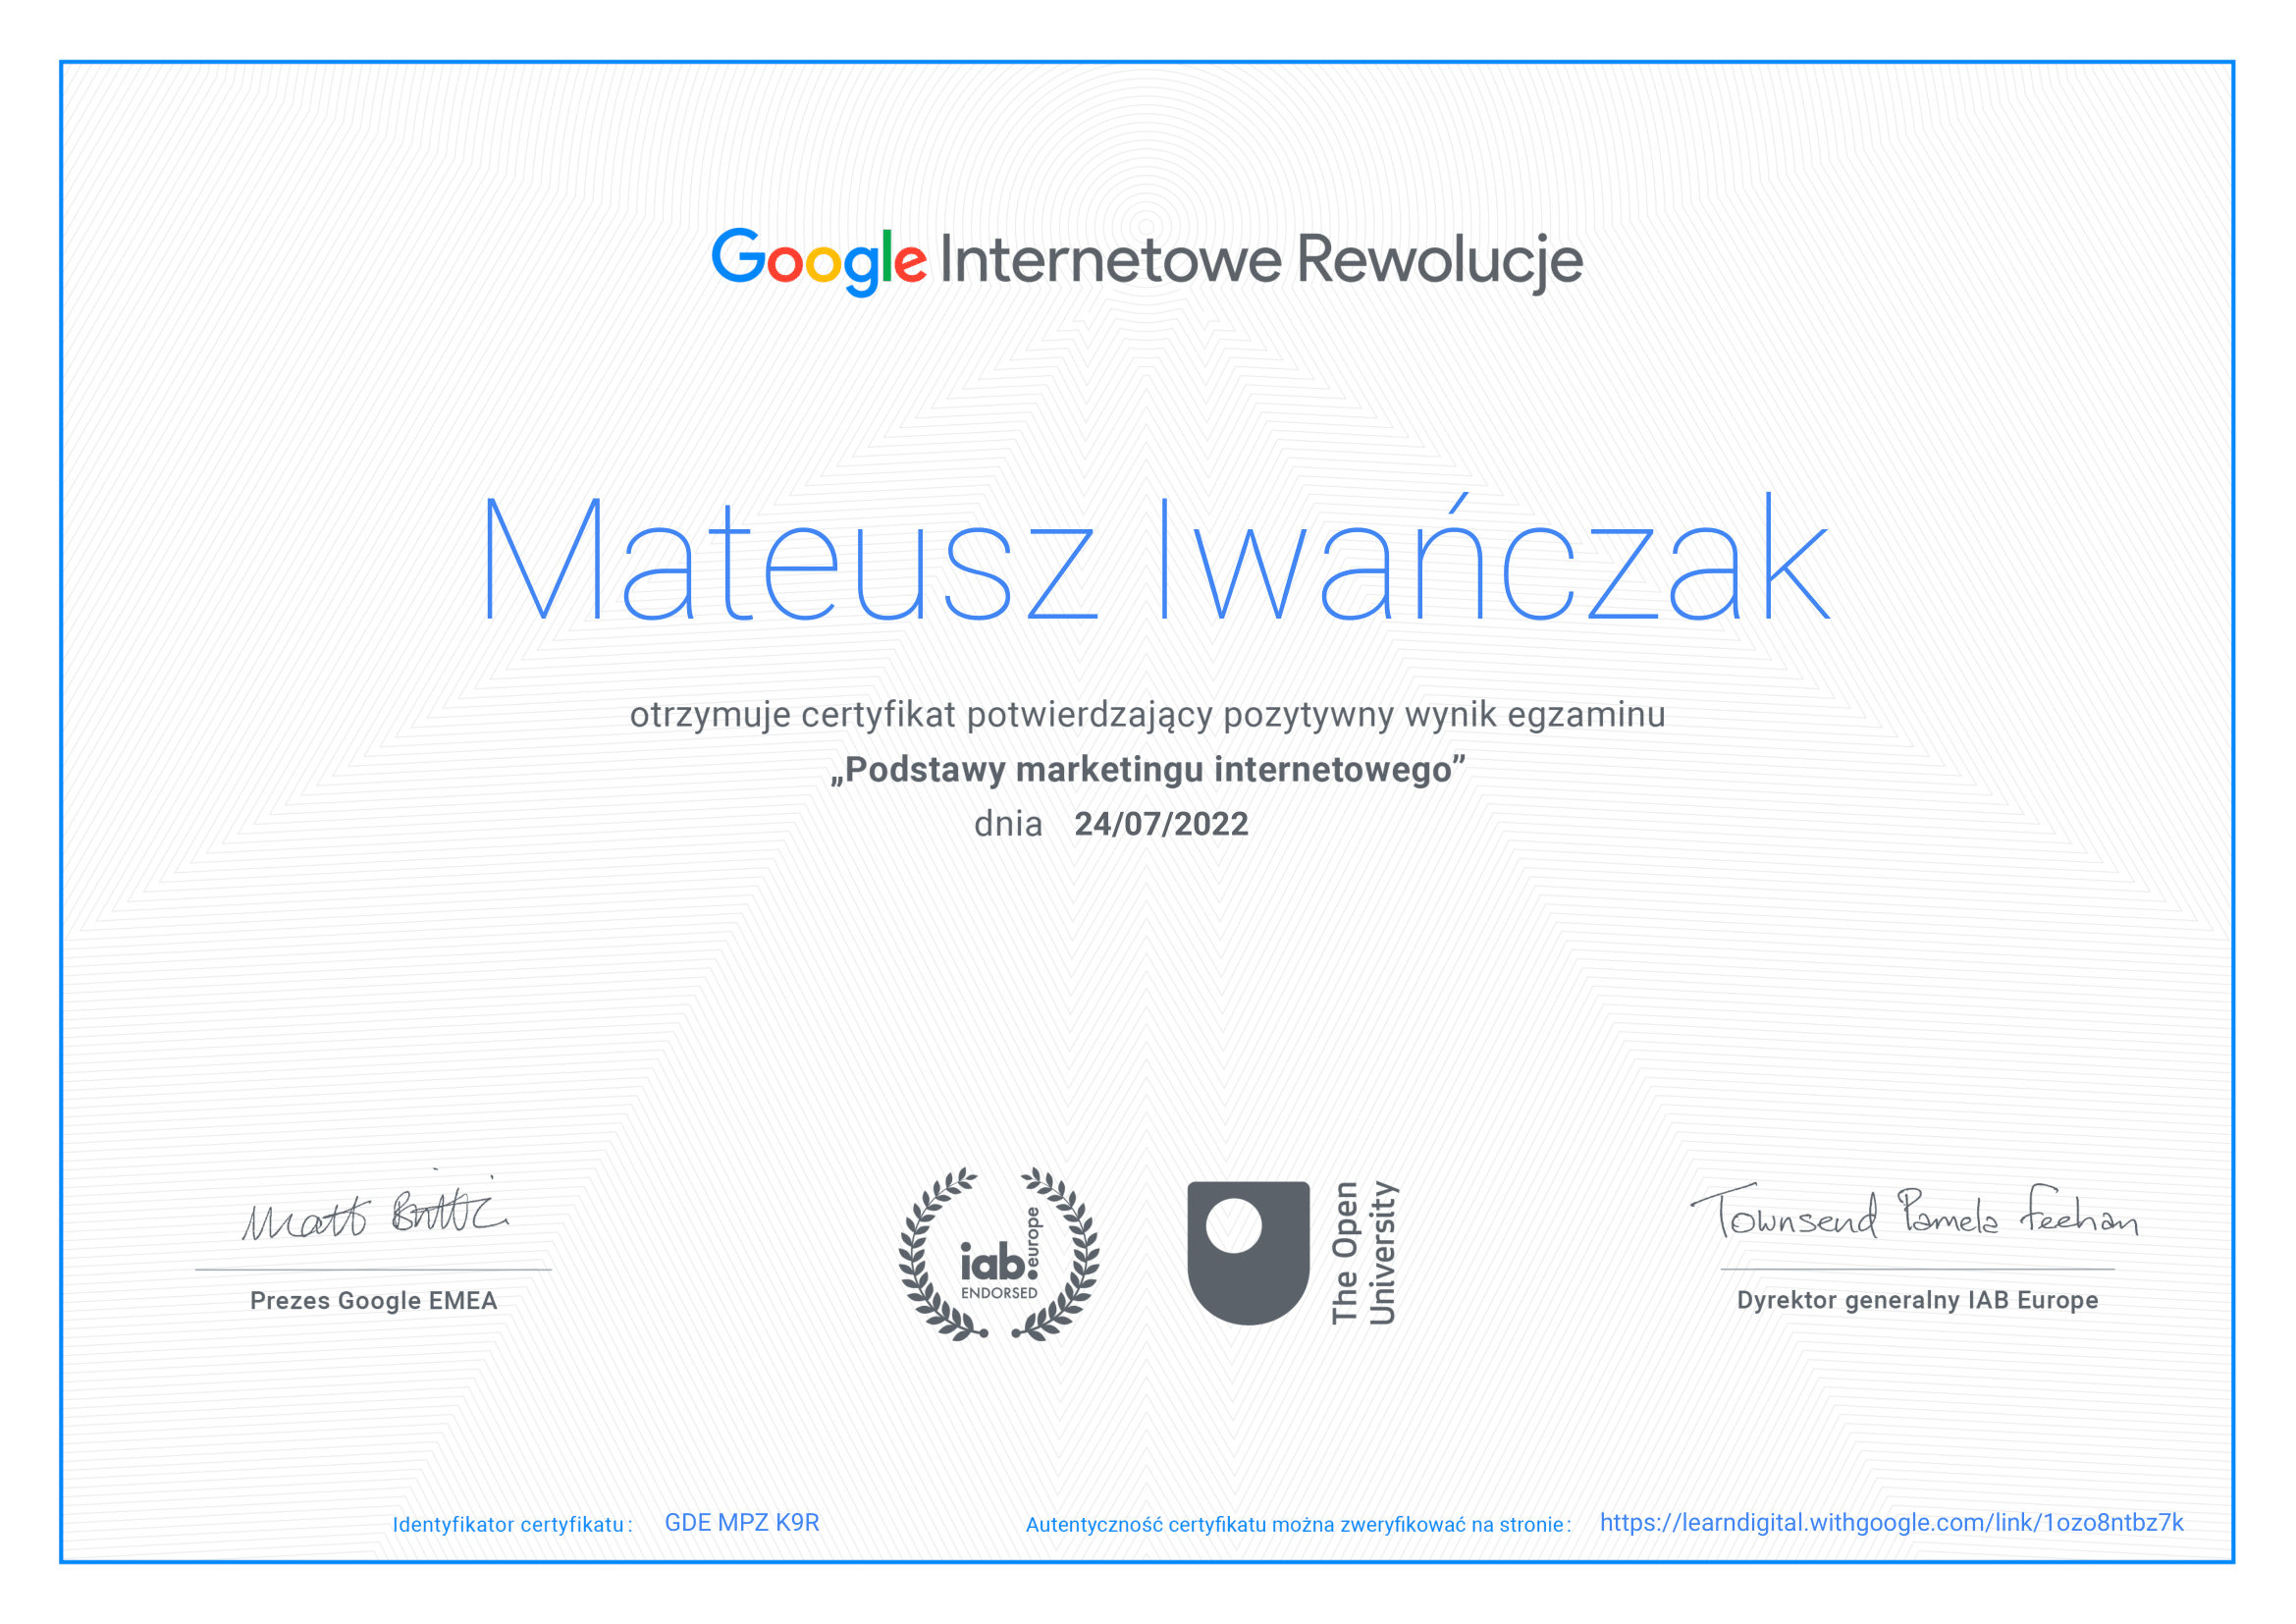 Google Internetowe Rewolucje
Mateusz Iwańczak
otrzymuje certyfikat potwierdzający pozytywny wynik egzaminu
„Podstawy marketingu internetowego”
dnia 24/07/2022
Matt Brittin
Prezes Google EMEA
iab.europe
ENDORSED
The Open
University
Townsend Pamela Feehan
Dyrektor generalny IAB Europe
Identyfikator certyfikatu: GDE MPZ K9R
Autentyczność certyfikatu można zweryfikować na stronie: https://learndigital.withgoogle.com/link/1ozo8ntbz7k